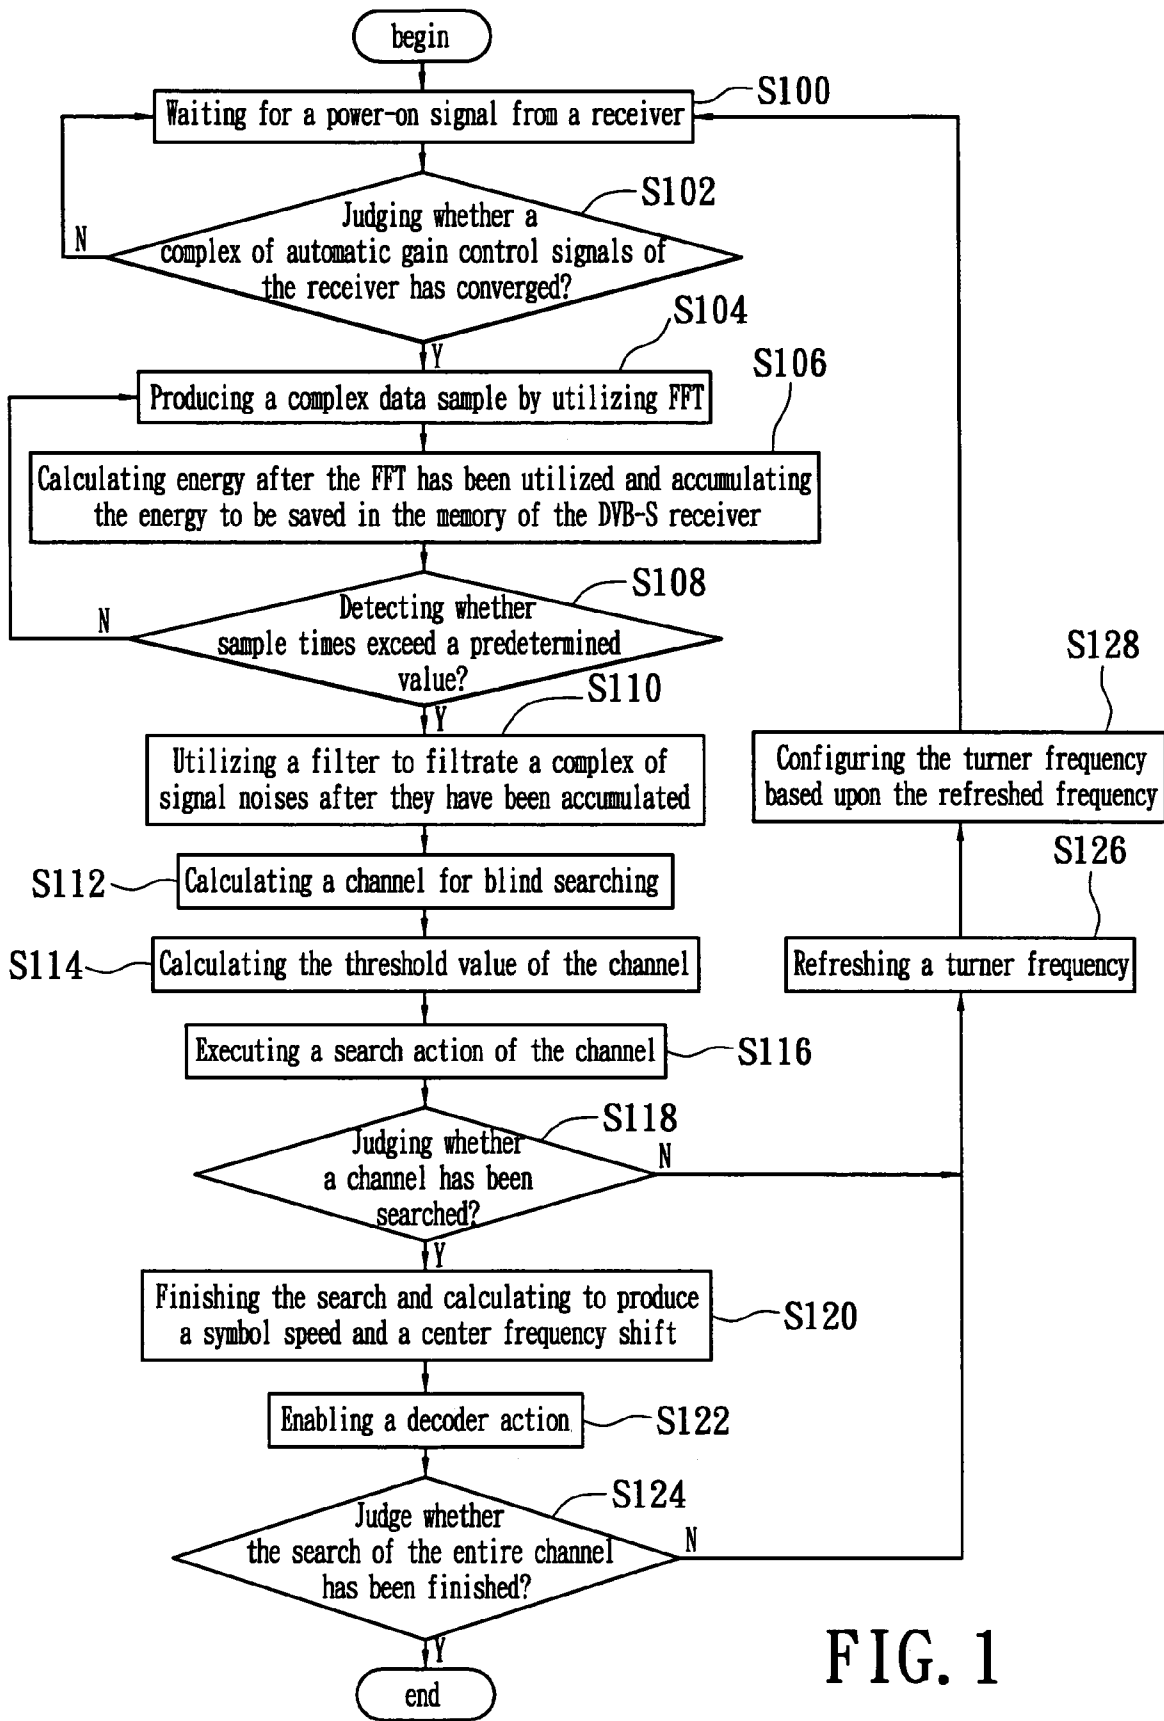 begin
S100
Waiting for a power-on signal from a receiver
S102
Judging whether a
complex of automatic gain control signals of
the receiver has converged?
N
Y
S104
Producing a complex data sample by utilizing FFT
S106
Calculating energy after the FFT has been utilized and accumulating
the energy to be saved in the memory of the DVB-S receiver
S108
Detecting whether
sample times exceed a predetermined
value?
N
Y
S110
Utilizing a filter to filtrate a complex of
signal noises after they have been accumulated
S112
Calculating a channel for blind searching
S114
Calculating the threshold value of the channel
Executing a search action of the channel
S116
S118
Judging whether
a channel has been
searched?
N
Y
Finishing the search and calculating to produce
a symbol speed and a center frequency shift
S120
Enabling a decoder action
S122
S124
Judge whether
the search of the entire channel
has been finished?
N
Y
end
S128
Configuring the turner frequency
based upon the refreshed frequency
S126
Refreshing a turner frequency
FIG. 1